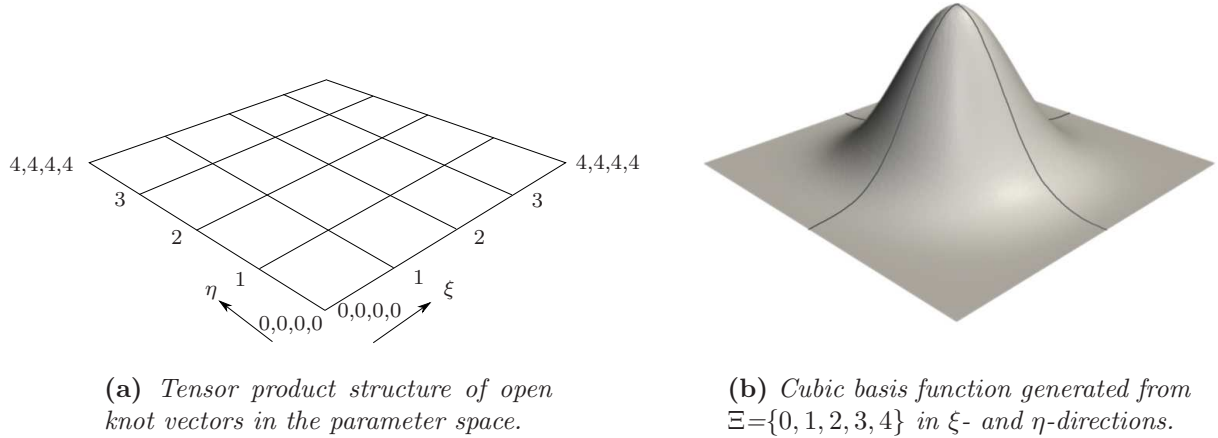 4,4,4,4
4,4,4,4
3
3
2
2
1
1
η
ξ
0,0,0,0
0,0,0,0
(a) Tensor product structure of open
knot vectors in the parameter space.
(b) Cubic basis function generated from
Ξ={0, 1, 2, 3, 4} in ξ- and η-directions.